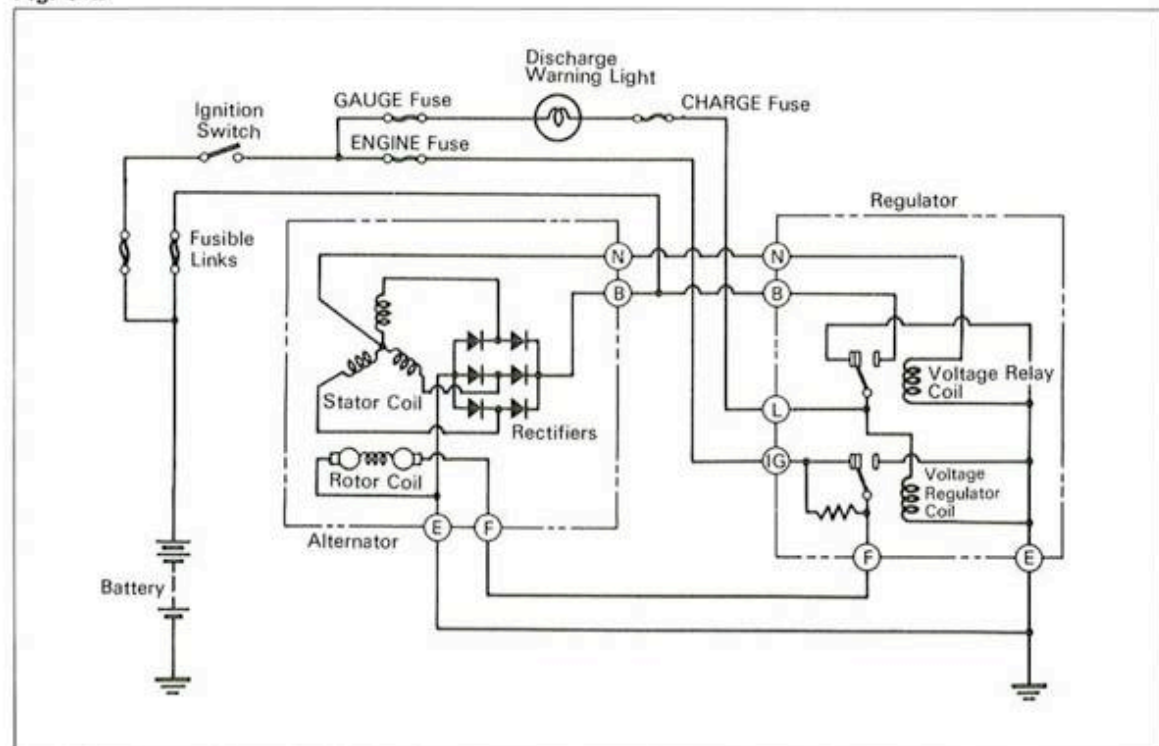 Discharge
Warning Light
GAUGE Fuse
CHARGE Fuse
Ignition
Switch
ENGINE Fuse
Regulator
Fusible
Links
N
N
B
B
Voltage Relay
Coil
Stator Coil
Rectifiers
L
IG
Rotor Coil
Voltage
Regulator
Coil
Alternator
E
F
F
E
Battery